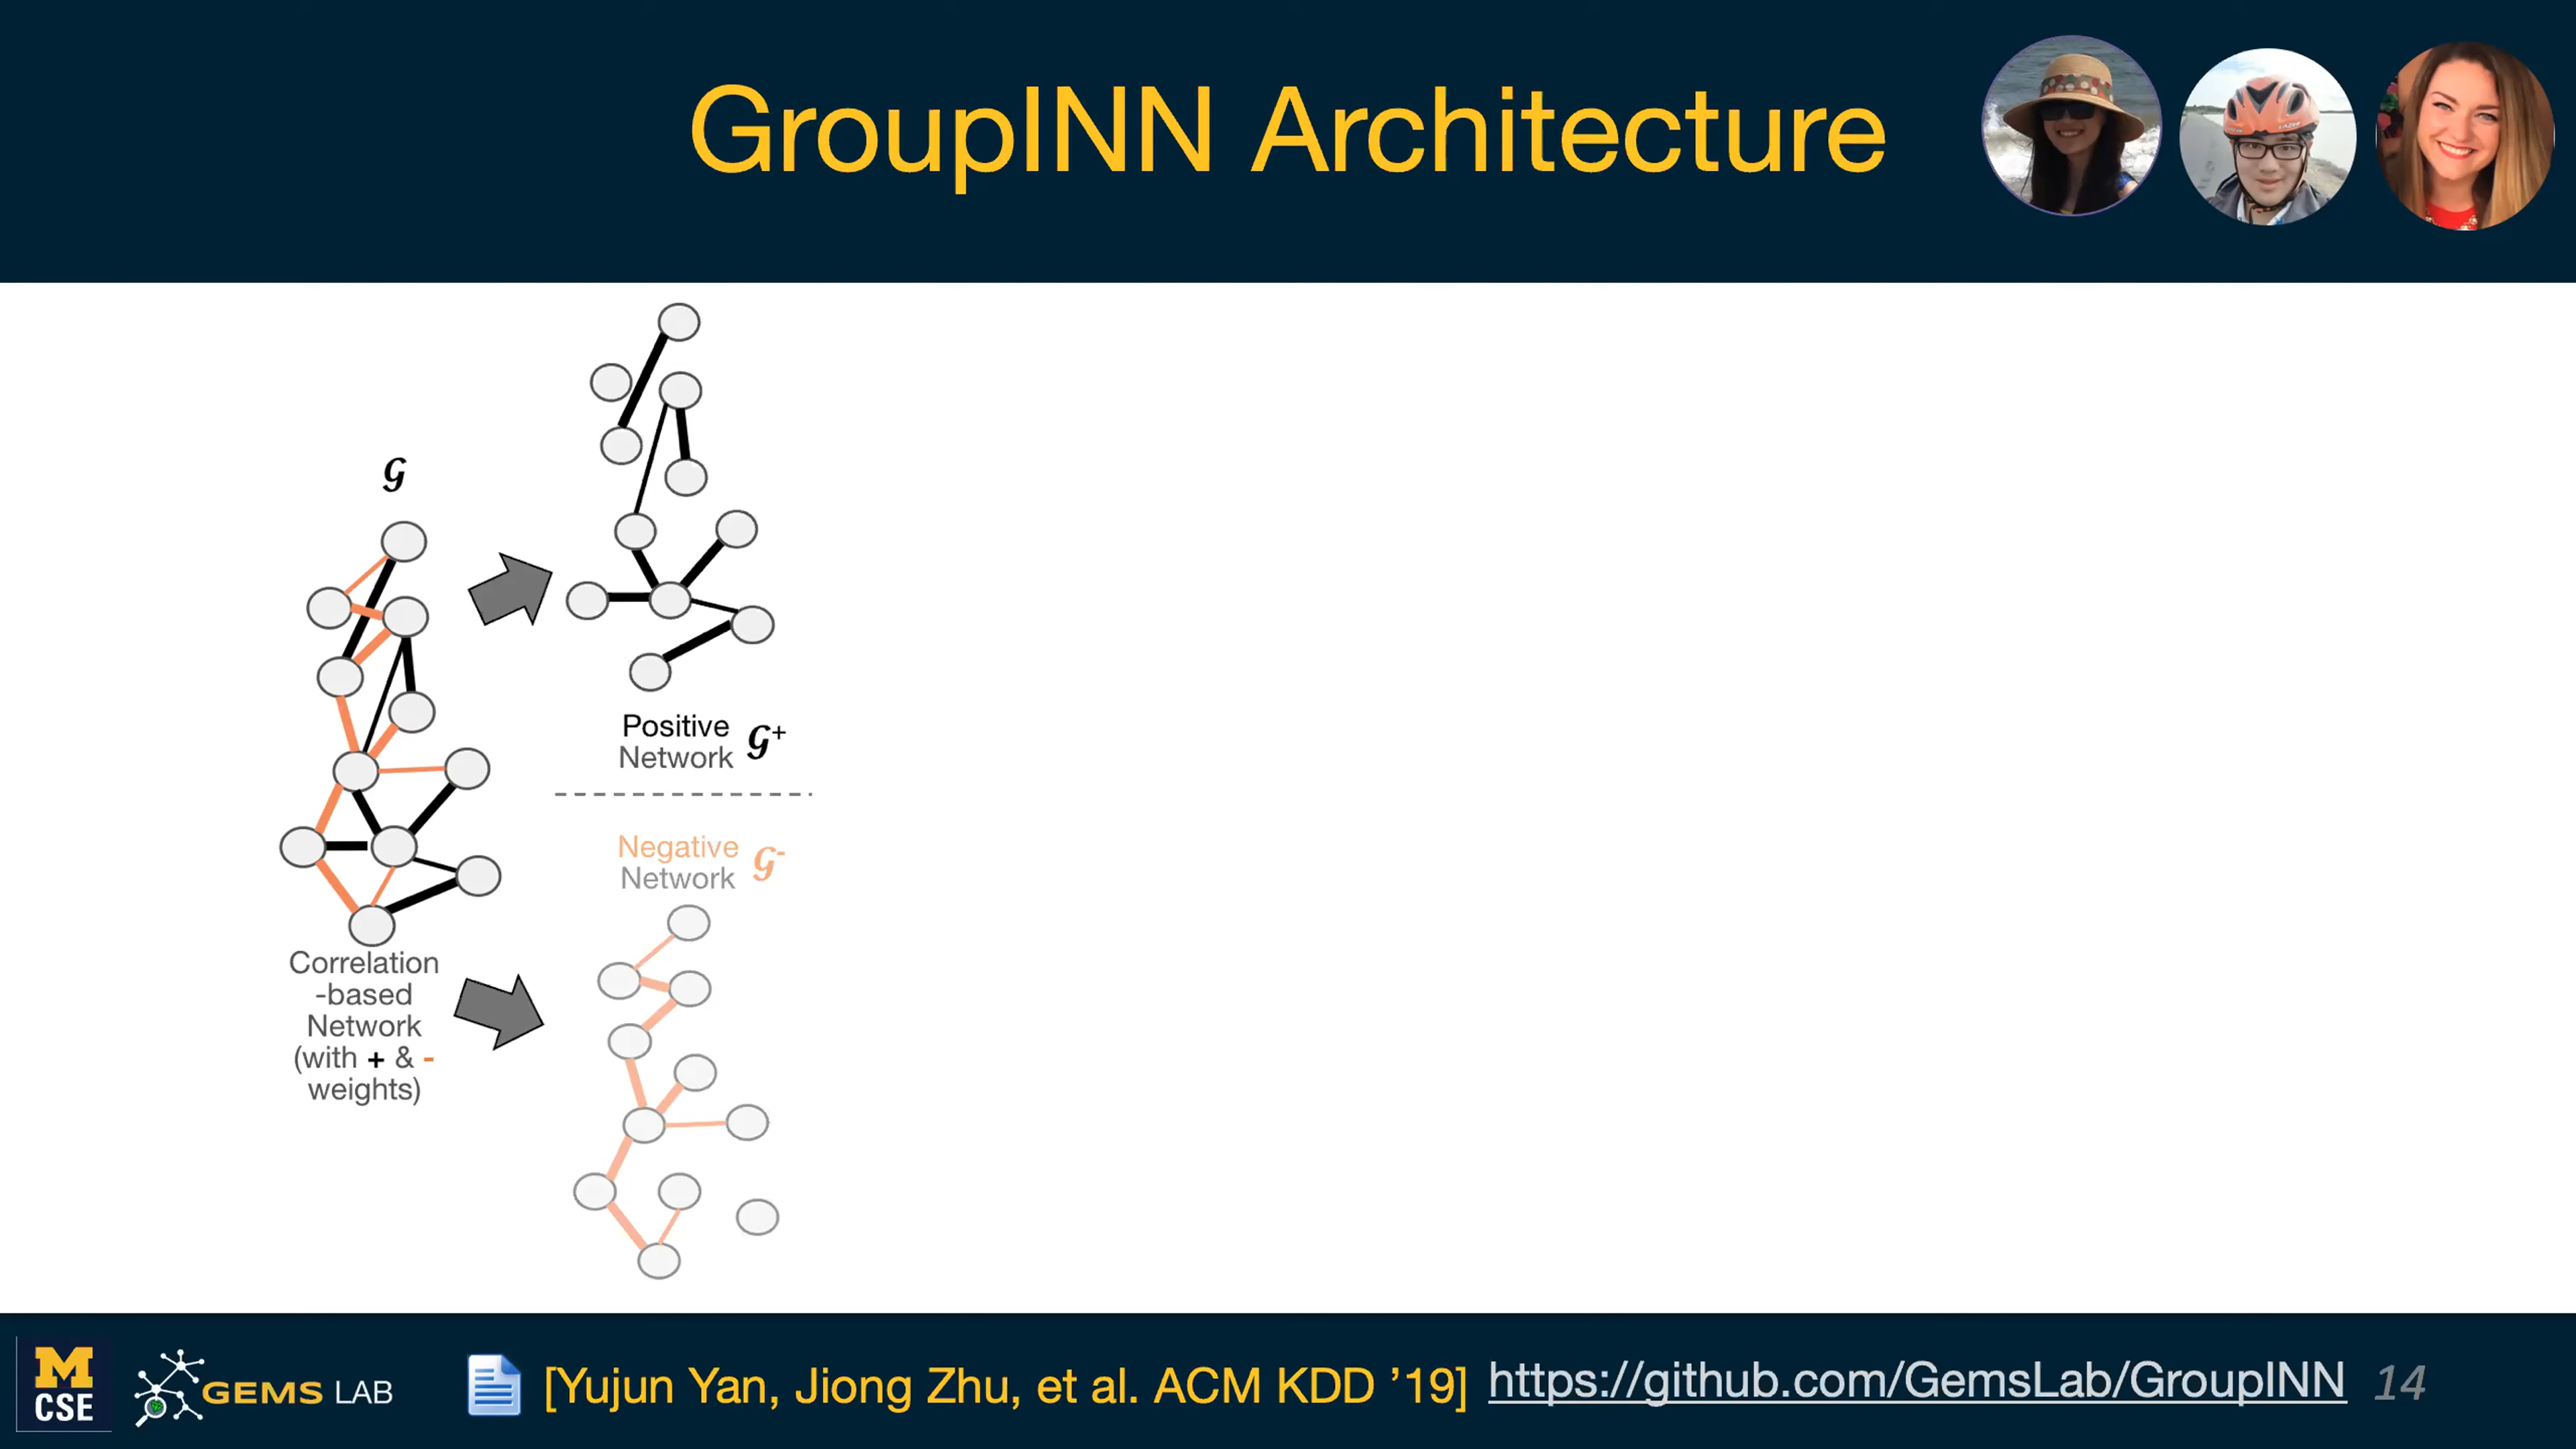 GroupINN Architecture
𝒢
Positive
Network 𝒢+
Negative
Network 𝒢-
Correlation
-based
Network
(with + & -
weights)
M
CSE
GEMS LAB
[Yujun Yan, Jiong Zhu, et al. ACM KDD ’19] https://github.com/GemsLab/GroupINN 14